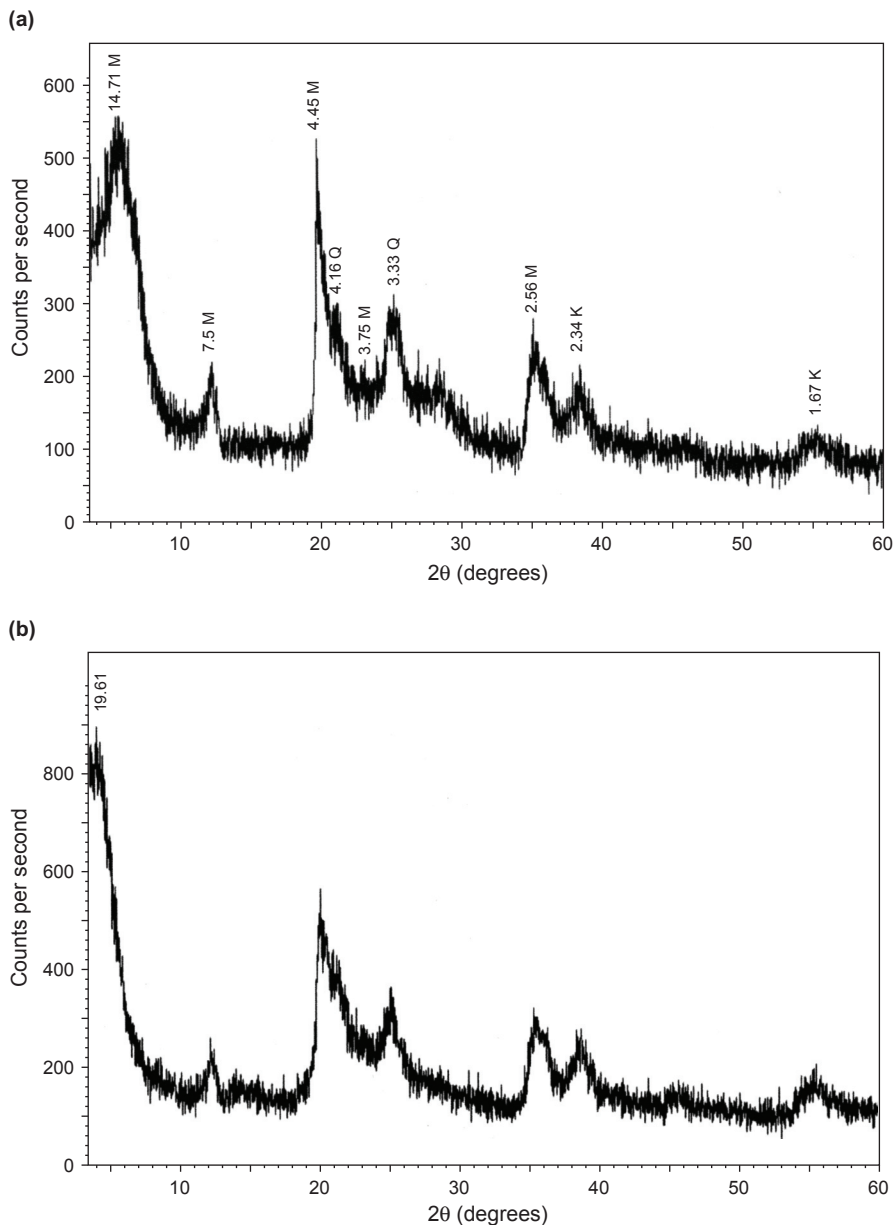 (a)
Counts per second
600
500
400
300
200
100
0
14.71 M
7.5 M
4.45 M
4.16 Q
3.75 M
3.33 Q
2.56 M
2.34 K
1.67 K
10 20 30 40 50 60
2θ (degrees)
(b)
Counts per second
800
600
400
200
0
19.61
10 20 30 40 50 60
2θ (degrees)